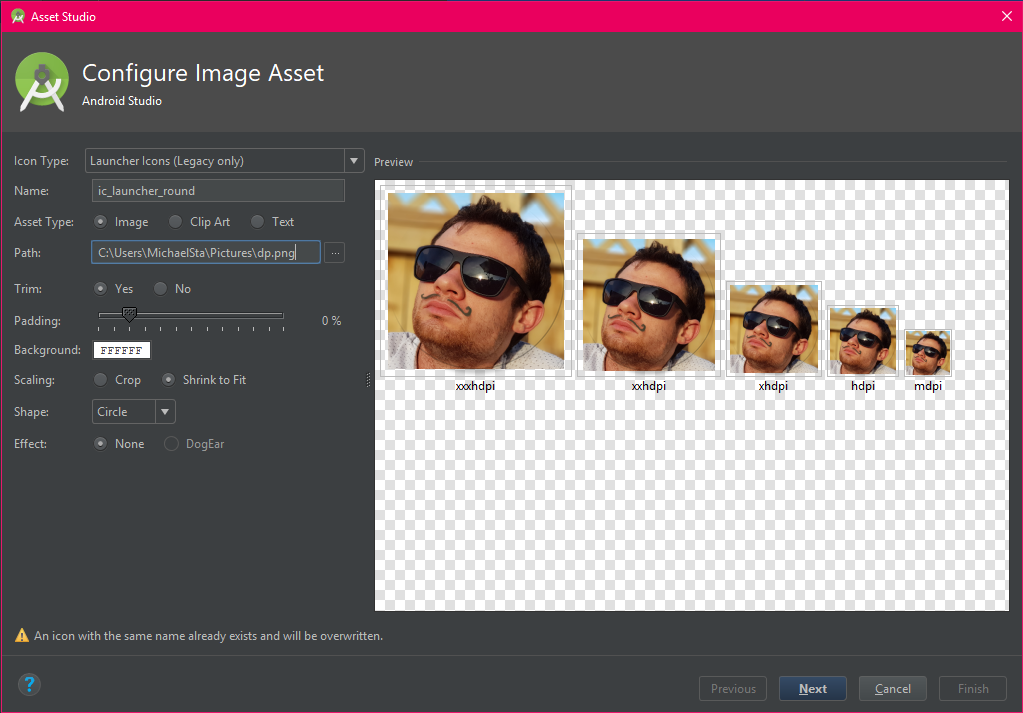 Asset Studio
Configure Image Asset
Android Studio
Icon Type: Launcher Icons (Legacy only)
Name: ic_launcher_round
Asset Type: Image Clip Art Text
Path: C:\Users\MichaelSta\Pictures\dp.png ...
Trim: Yes No
Padding: 0 %
Background: FFFFFF
Scaling: Crop Shrink to Fit
Shape: Circle
Effect: None DogEar
Preview
xxxhdpi xxhdpi xhdpi hdpi mdpi
An icon with the same name already exists and will be overwritten.
? Previous Next Cancel Finish